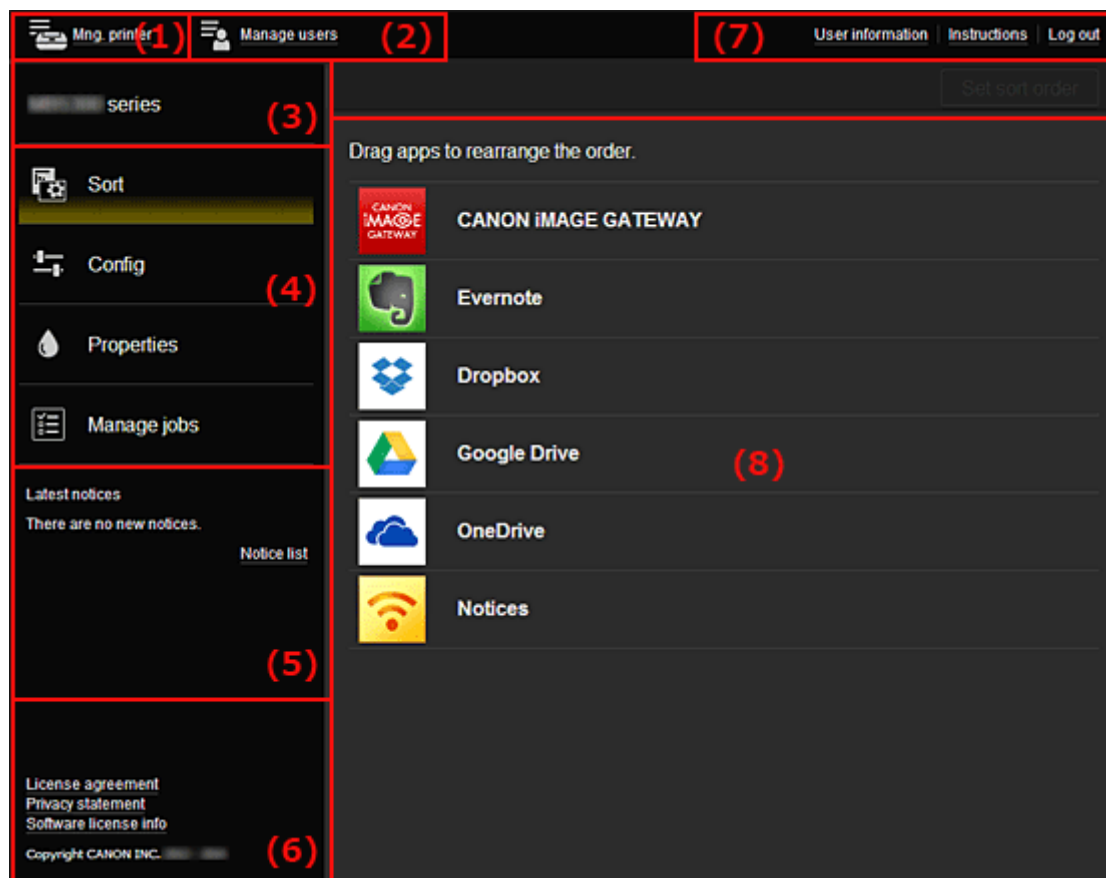 Mng. printer
(1)
Manage users
(2)
(7)
User information
Instructions
Log out
series
(3)
Set sort order
Sort
Config
(4)
Properties
Manage jobs
Latest notices
There are no new notices.
Notice list
(5)
License agreement
Privacy statement
Software license info
Copyright CANON INC.
(6)
Drag apps to rearrange the order.
CANON
iMAGE
GATEWAY
CANON iMAGE GATEWAY
Evernote
Dropbox
Google Drive
(8)
OneDrive
Notices